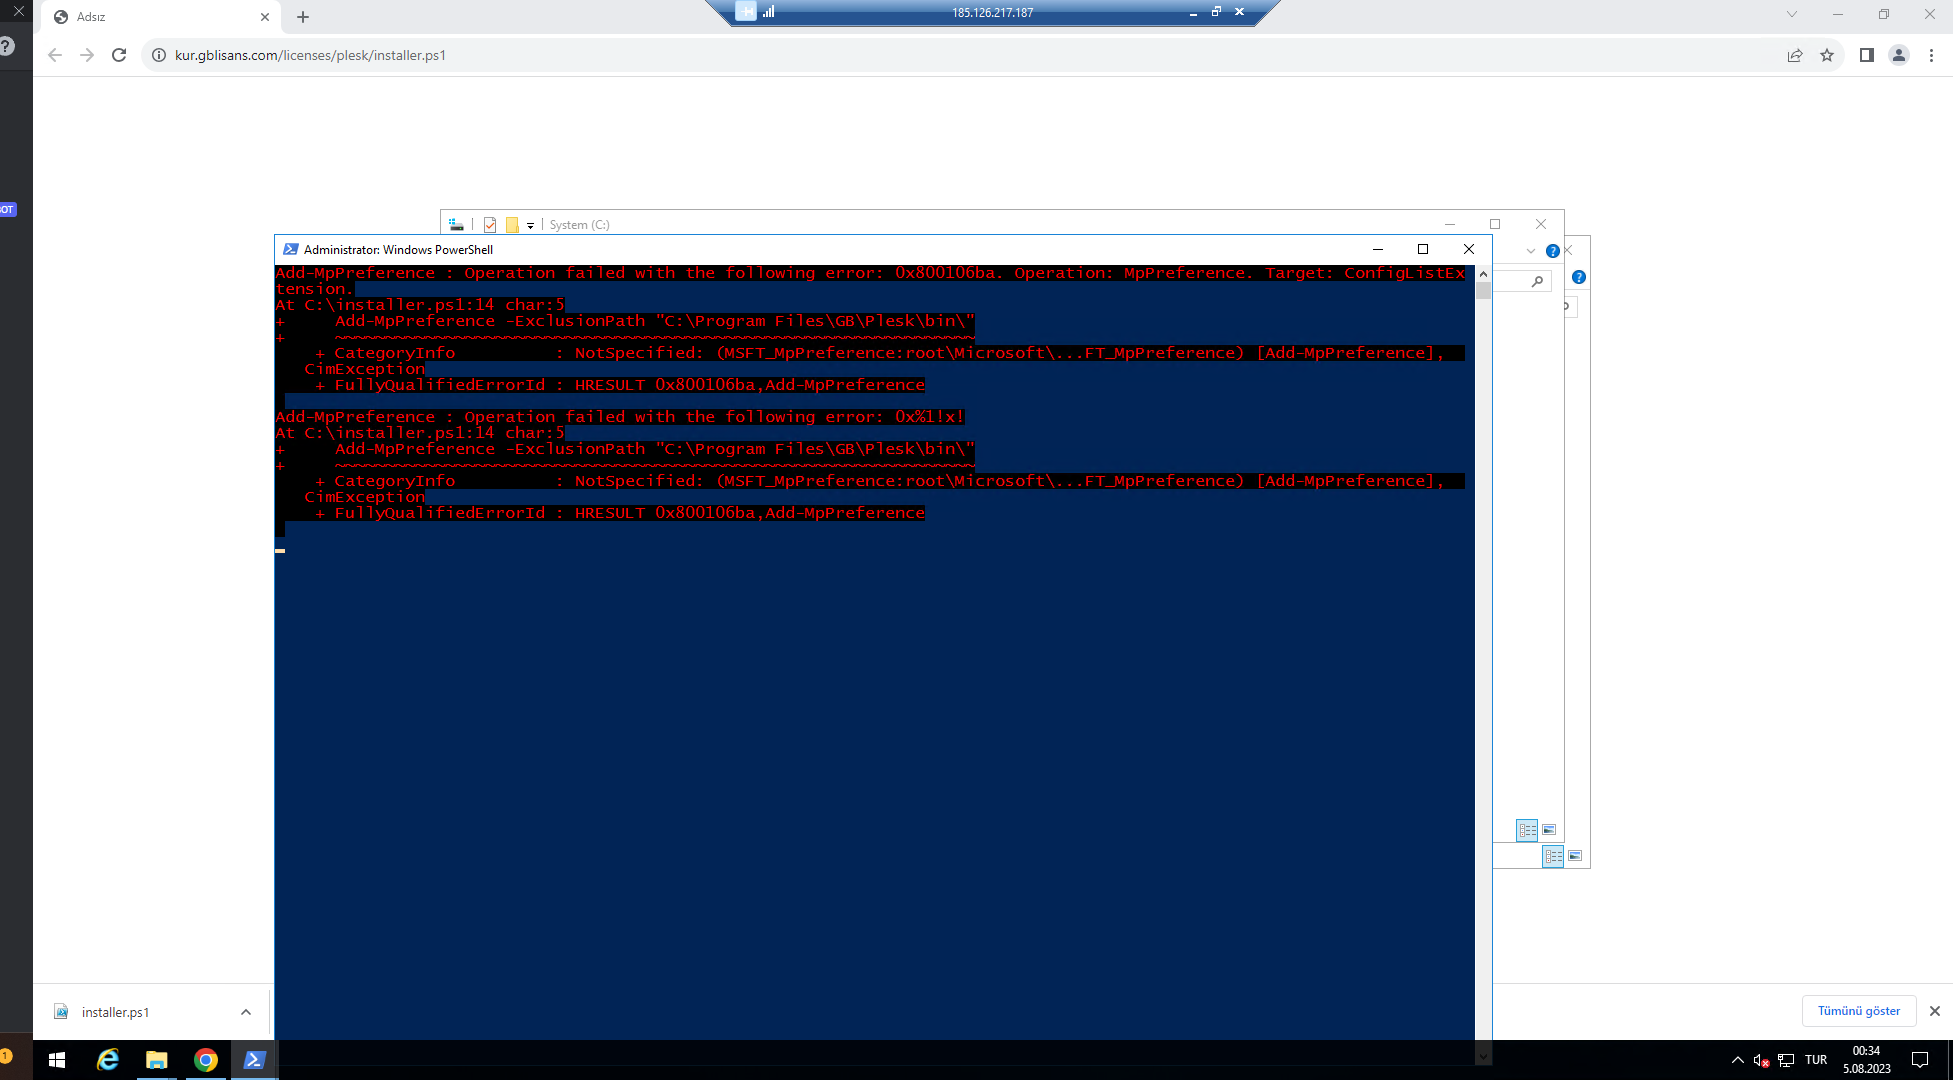 Adsız
185.126.217.187
kur.gblisans.com/licenses/plesk/installer.ps1
OT
System (C:)
Administrator: Windows PowerShell
Add-MpPreference : Operation failed with the following error: 0x800106ba. Operation: MpPreference. Target: ConfigListEx
tension.
At C:\installer.ps1:14 char:5
+     Add-MpPreference -ExclusionPath "C:\Program Files\GB\Plesk\bin\"
+     ~~~~~~~~~~~~~~~~~~~~~~~~~~~~~~~~~~~~~~~~~~~~~~~~~~~~~~~~~~~~~~~~
    + CategoryInfo          : NotSpecified: (MSFT_MpPreference:root\Microsoft\...FT_MpPreference) [Add-MpPreference],
   CimException
    + FullyQualifiedErrorId : HRESULT 0x800106ba,Add-MpPreference
Add-MpPreference : Operation failed with the following error: 0x%1!x!
At C:\installer.ps1:14 char:5
+     Add-MpPreference -ExclusionPath "C:\Program Files\GB\Plesk\bin\"
+     ~~~~~~~~~~~~~~~~~~~~~~~~~~~~~~~~~~~~~~~~~~~~~~~~~~~~~~~~~~~~~~~~
    + CategoryInfo          : NotSpecified: (MSFT_MpPreference:root\Microsoft\...FT_MpPreference) [Add-MpPreference],
   CimException
    + FullyQualifiedErrorId : HRESULT 0x800106ba,Add-MpPreference
installer.ps1
Tümünü göster
1
TUR
00:34
5.08.2023